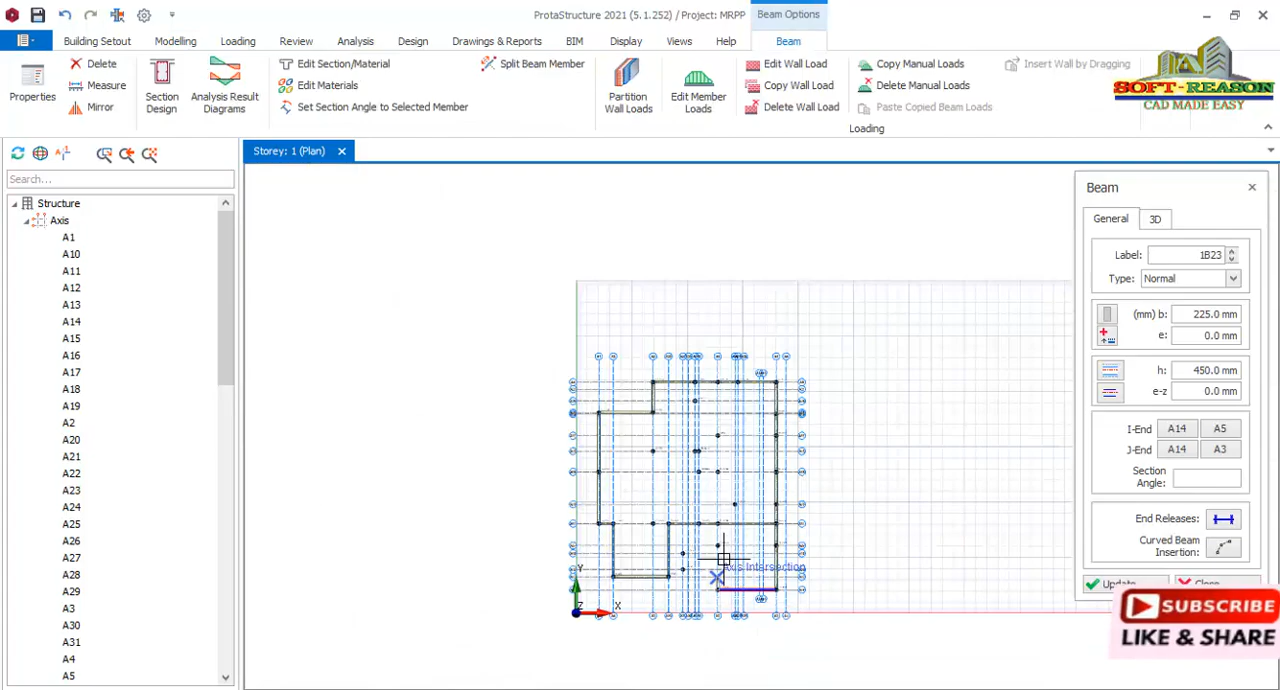 ProtaStructure 2021 (5.1.252) / Project: MRPP
Beam Options
Building Setout
Modelling
Loading
Review
Analysis
Design
Drawings & Reports
BIM
Display
Views
Help
Beam
Properties
Delete
Measure
Mirror
Section Design
Analysis Result Diagrams
Edit Section/Material
Edit Materials
Set Section Angle to Selected Member
Split Beam Member
Partition Wall Loads
Edit Member Loads
Edit Wall Load
Copy Wall Load
Delete Wall Load
Copy Manual Loads
Delete Manual Loads
Paste Copied Beam Loads
Insert Wall by Dragging
Loading
SOFT-REASON
CAD MADE EASY
Storey: 1 (Plan)
Search...
Structure
Axis
A1
A10
A11
A12
A13
A14
A15
A16
A17
A18
A19
A2
A20
A21
A22
A23
A24
A25
A26
A27
A28
A29
A3
A30
A31
A4
A5
Axis Intersection
Y
Z
X
Beam
General
3D
Label: 1B23
Type: Normal
(mm) b: 225.0 mm
e: 0.0 mm
h: 450.0 mm
e-z 0.0 mm
I-End A14 A5
J-End A14 A3
Section Angle:
End Releases:
Curved Beam Insertion:
Update
Close
SUBSCRIBE
LIKE & SHARE